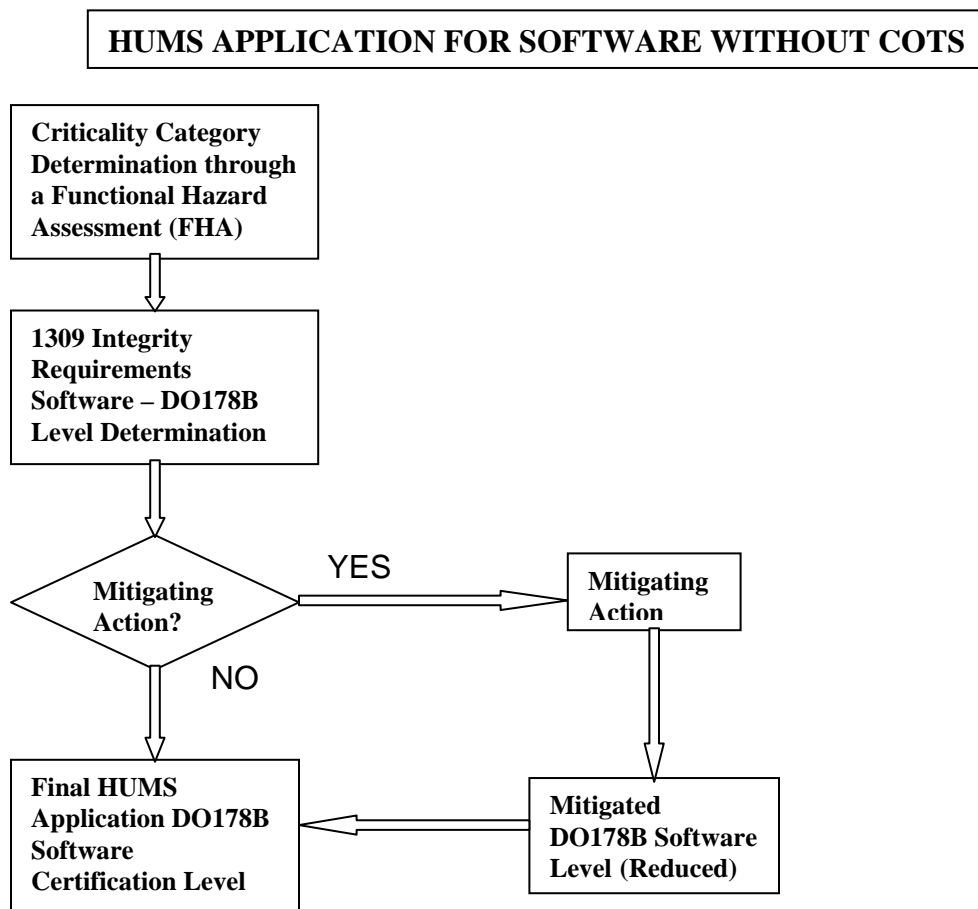 HUMS APPLICATION FOR SOFTWARE WITHOUT COTS
Criticality Category
Determination through
a Functional Hazard
Assessment (FHA)
1309 Integrity
Requirements
Software – DO178B
Level Determination
Mitigating
Action?
YES
Mitigating
Action
NO
Final HUMS
Application DO178B
Software
Certification Level
Mitigated
DO178B Software
Level (Reduced)